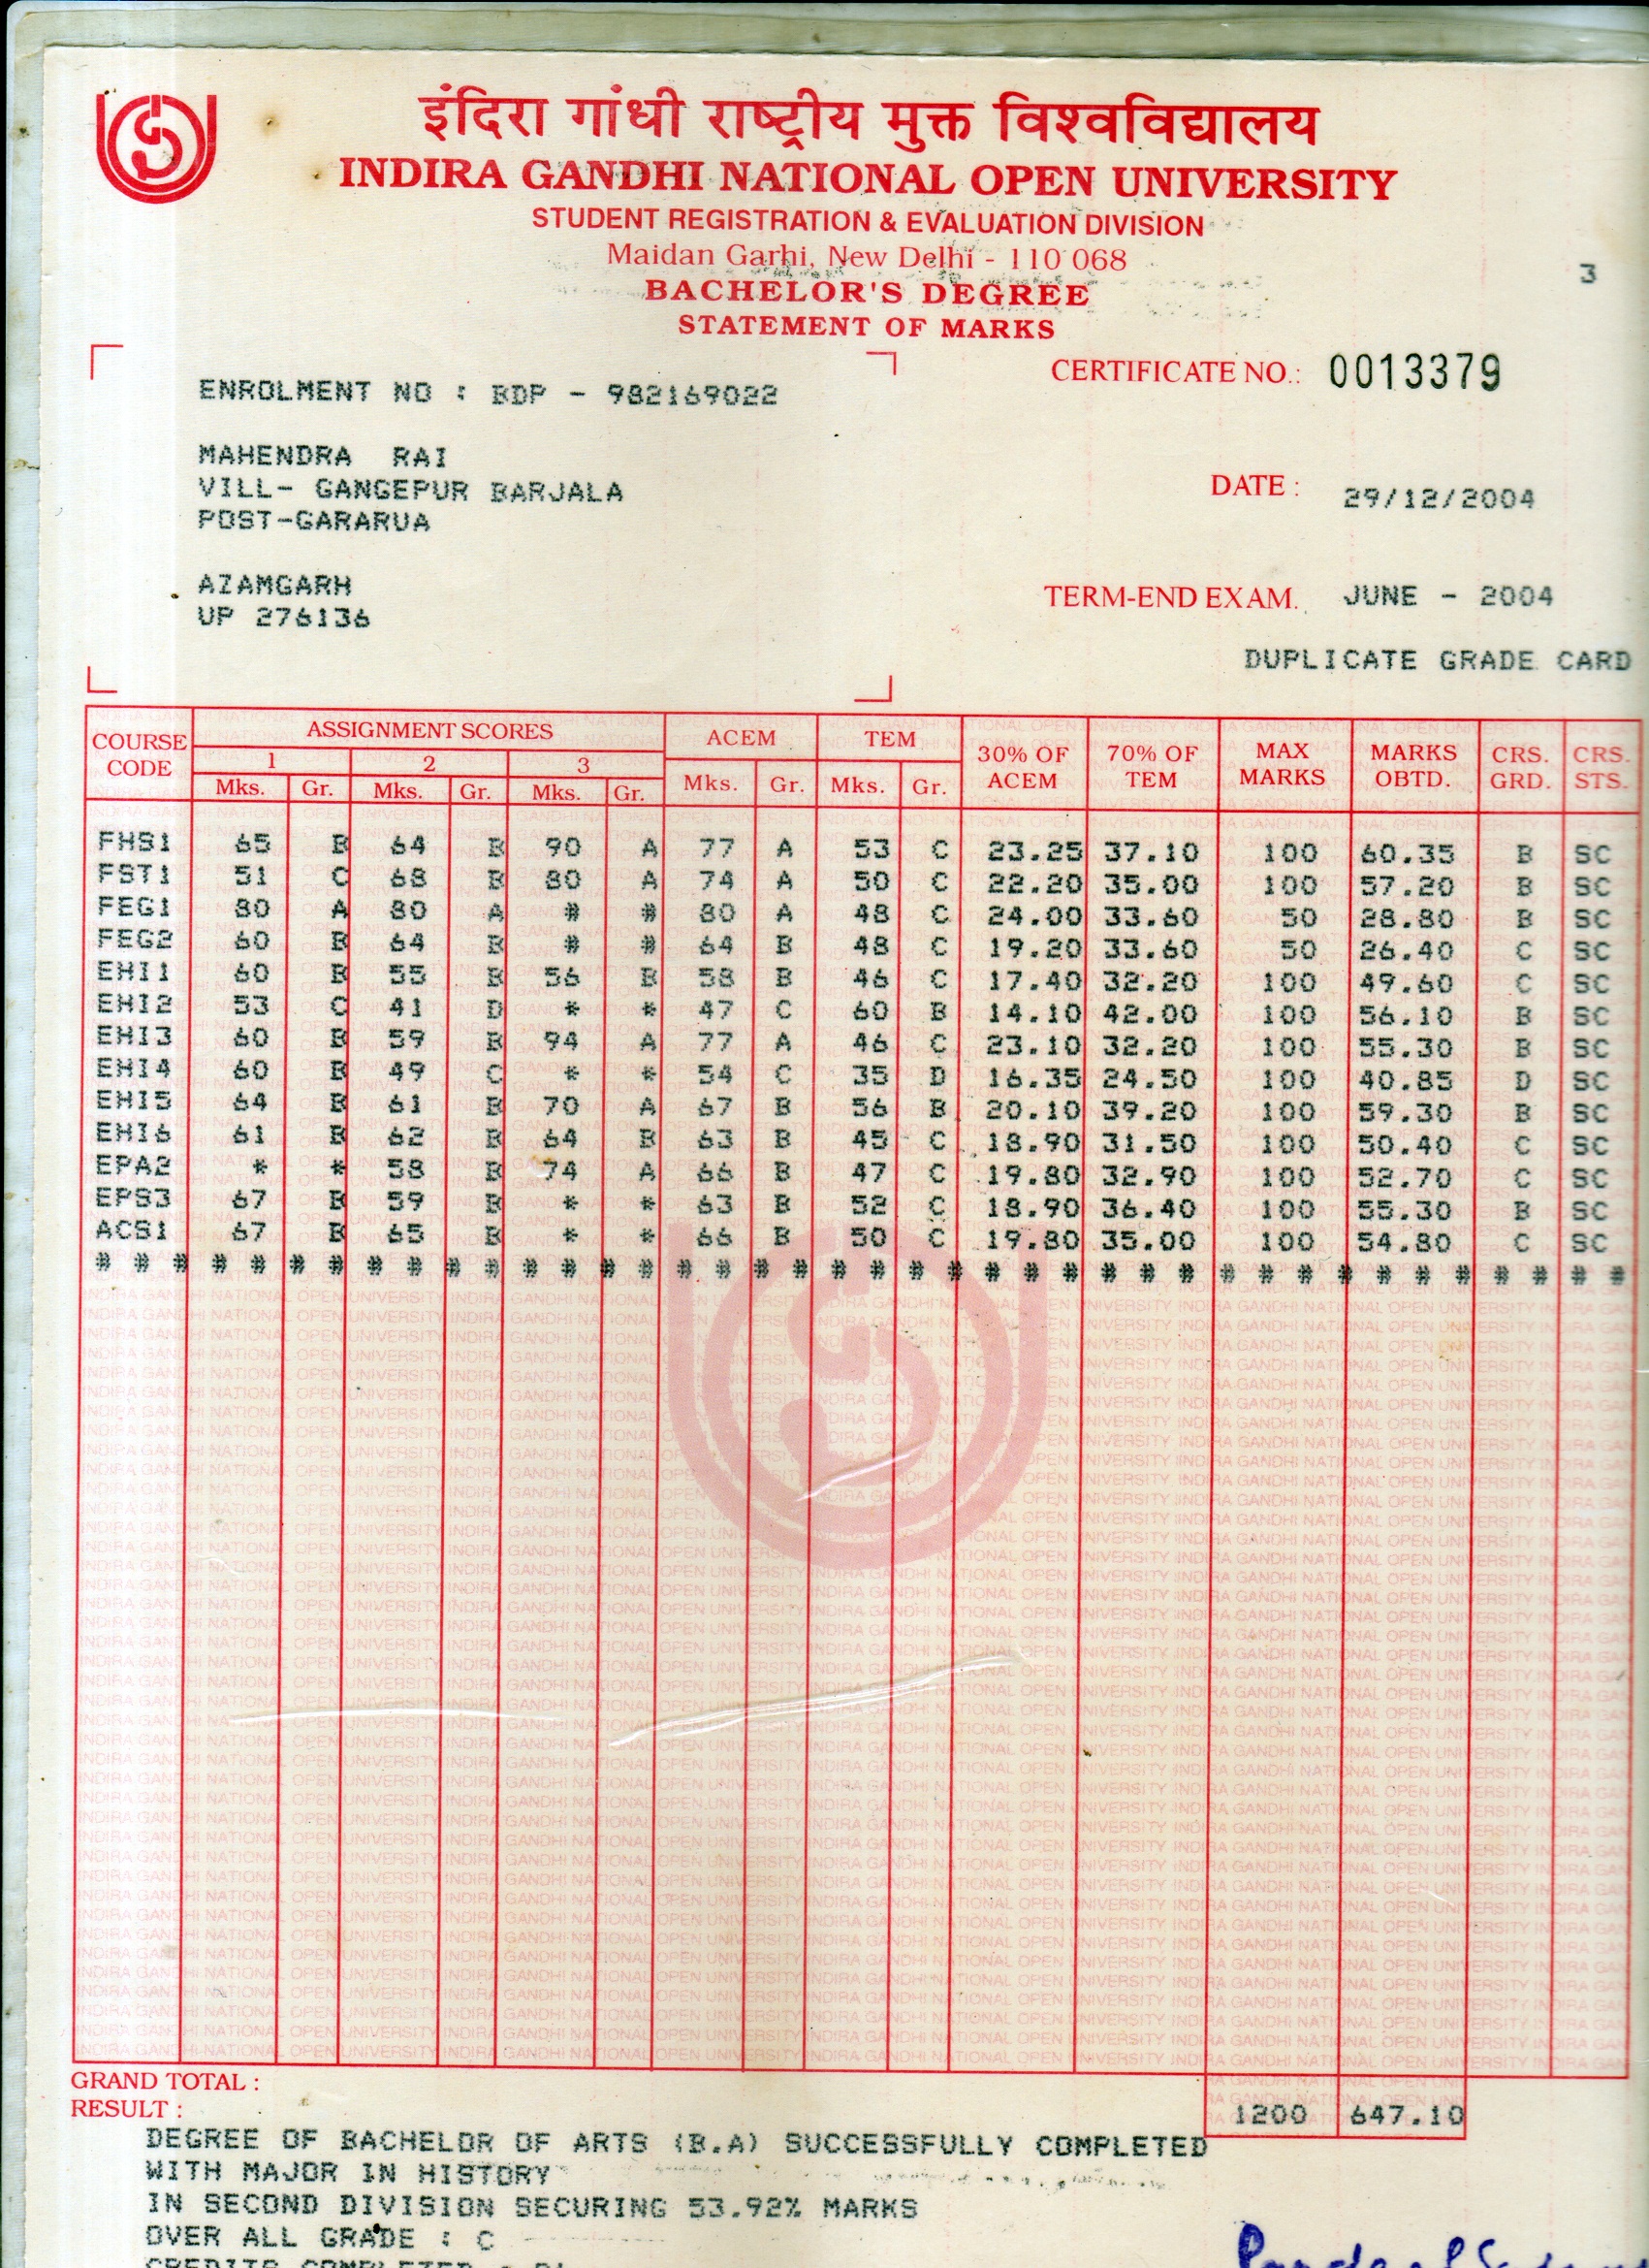 इंदिरा गांधी राष्ट्रीय मुक्त विश्वविद्यालय
INDIRA GANDHI NATIONAL OPEN UNIVERSITY
STUDENT REGISTRATION & EVALUATION DIVISION
Maidan Garhi, New Delhi - 110 068
3
BACHELOR'S DEGREE
STATEMENT OF MARKS
CERTIFICATE NO.: 0013379
ENROLMENT NO : BDP - 982169022
MAHENDRA RAI
VILL- GANGEPUR BARJALA
DATE : 29/12/2004
POST-GARARUA
AZAMGARH
TERM-END EXAM. JUNE - 2004
UP 276136
DUPLICATE GRADE CARD
COURSE CODE ASSIGNMENT SCORES ACEM TEM 30% OF ACEM 70% OF TEM MAX MARKS MARKS OBTD. CRS. GRD. CRS. STS.
1 2 3
Mks. Gr. Mks. Gr. Mks. Gr. Mks. Gr. Mks. Gr.
FHS1 65 B 64 B 90 A 77 A 53 C 23.25 37.10 100 60.35 B SC
FST1 51 C 68 B 80 A 74 A 50 C 22.20 35.00 100 57.20 B SC
FEG1 80 A 80 A # # 80 A 48 C 24.00 33.60 50 28.80 B SC
FEG2 60 B 64 B # # 64 B 48 C 19.20 33.60 50 26.40 C SC
EHI1 60 B 55 B 56 B 58 B 46 C 17.40 32.20 100 49.60 C SC
EHI2 53 C 41 D * * 47 C 60 B 14.10 42.00 100 56.10 B SC
EHI3 60 B 59 B 94 A 77 A 46 C 23.10 32.20 100 55.30 B SC
EHI4 60 B 49 C * * 54 C 35 D 16.35 24.50 100 40.85 D SC
EHI5 64 B 61 B 70 A 67 B 56 B 20.10 39.20 100 59.30 B SC
EHI6 61 B 62 B 64 B 63 B 45 C 18.90 31.50 100 50.40 C SC
EPA2 * * 58 B 74 A 66 B 47 C 19.80 32.90 100 52.70 C SC
EPS3 67 B 59 B * * 63 B 52 C 18.90 36.40 100 55.30 B SC
ACS1 67 B 65 B * * 66 B 50 C 19.80 35.00 100 54.80 C SC
# # # # # # # # # # # # # # # # # # # # # # # # # # # # # # # # # # # # # # # #
GRAND TOTAL :
RESULT :
1200 647.10
DEGREE OF BACHELOR OF ARTS (B.A) SUCCESSFULLY COMPLETED
WITH MAJOR IN HISTORY
IN SECOND DIVISION SECURING 53.92% MARKS
OVER ALL GRADE : C
CREDITS COMPLETED :